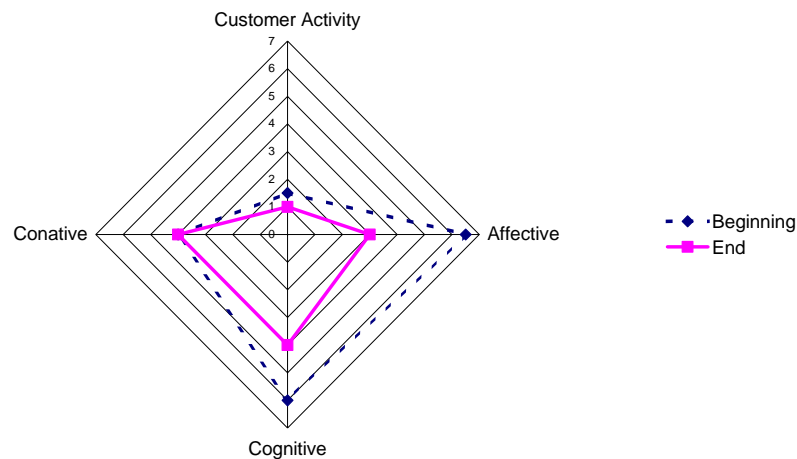 Customer Activity
7
6
5
4
3
2
1
0
Conative
Affective
Cognitive
Beginning
End